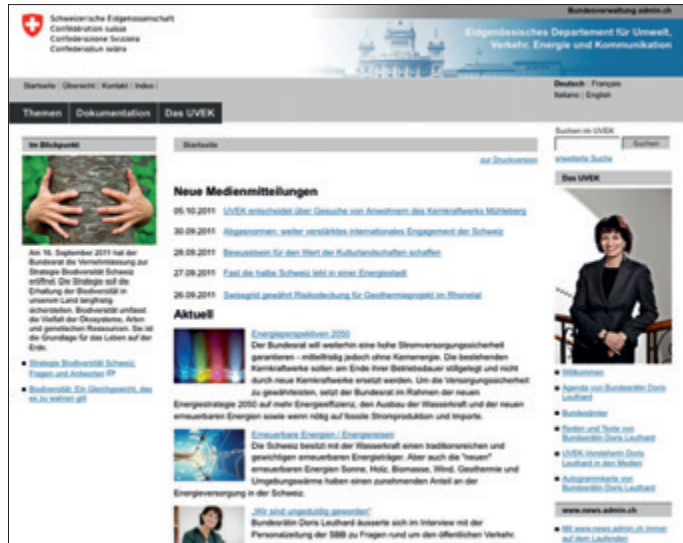 Schweizerische Eidgenossenschaft
Confédération suisse
Confederazione Svizzera
Confederaziun svizra
Bundesverwaltung admin.ch
Eidgenössisches Departement für Umwelt,
Verkehr, Energie und Kommunikation
Startseite | Übersicht | Kontakt | Index |
Deutsch Français
Italiano | English
Themen Dokumentation Das UVEK
Im Blickpunkt
Am 16. September 2011 hat der
Bundesrat die Vernehmlassung zur
Strategie Biodiversität Schweiz
eröffnet. Die Strategie soll die
Erhaltung der Biodiversität in
unserem Land langfristig
sicherstellen. Biodiversität umfasst
die Vielfalt der Ökosysteme, Arten
und genetischen Ressourcen. Sie ist
die Grundlage für das Leben auf der
Erde.
Strategie Biodiversität Schweiz:
Fragen und Antworten
Biodiversität: Ein Gleichgewicht, das
es zu wahren gilt
Startseite
zur Druckversion
Neue Medienmitteilungen
05.10.2011 UVEK entscheidet über Gesuche von Anwohnern des Kernkraftwerks Mühleberg
30.09.2011 Abgasnormen: weiter verstärktes internationales Engagement der Schweiz
28.09.2011 Bewusstsein für den Wert der Kulturlandschaften schaffen
27.09.2011 Fast die halbe Schweiz lebt in einer Energiestadt
26.09.2011 Swissgrid gewährt Risikodeckung für Geothermieprojekt im Rhonetal
Aktuell
Energieperspektiven 2050
Der Bundesrat will weiterhin eine hohe Stromversorgungssicherheit
garantieren - mittelfristig jedoch ohne Kernenergie. Die bestehenden
Kernkraftwerke sollen am Ende ihrer Betriebsdauer stillgelegt und nicht
durch neue Kernkraftwerke ersetzt werden. Um die Versorgungssicherheit
zu gewährleisten, setzt der Bundesrat im Rahmen der neuen
Energiestrategie 2050 auf mehr Energieeffizienz, den Ausbau der Wasserkraft und der neuen
erneuerbaren Energien sowie wenn nötig auf fossile Stromproduktion und Importe.
Erneuerbare Energien / Energiereisen
Die Schweiz besitzt mit der Wasserkraft einen traditionsreichen und
gewichtigen erneuerbaren Energieträger. Aber auch die "neuen"
erneuerbaren Energien Sonne, Holz, Biomasse, Wind, Geothermie und
Umgebungswärme haben einen zunehmenden Anteil an der
Energieversorgung in der Schweiz.
„Wir sind ungeduldig geworden“
Bundesrätin Doris Leuthard äusserte sich im Interview mit der
Personalzeitung der SBB zu Fragen rund um den öffentlichen Verkehr.
Suchen im UVEK
Suchen
erweiterte Suche
Das UVEK
Willkommen
Agenda von Bundesrätin Doris
Leuthard
Bundesämter
Reden und Texte von
Bundesrätin Doris Leuthard
UVEK-Vorsteherin Doris
Leuthard in den Medien
Autogrammkarte von
Bundesrätin Doris Leuthard
www.news.admin.ch
Mit www.news.admin.ch immer
auf dem Laufenden